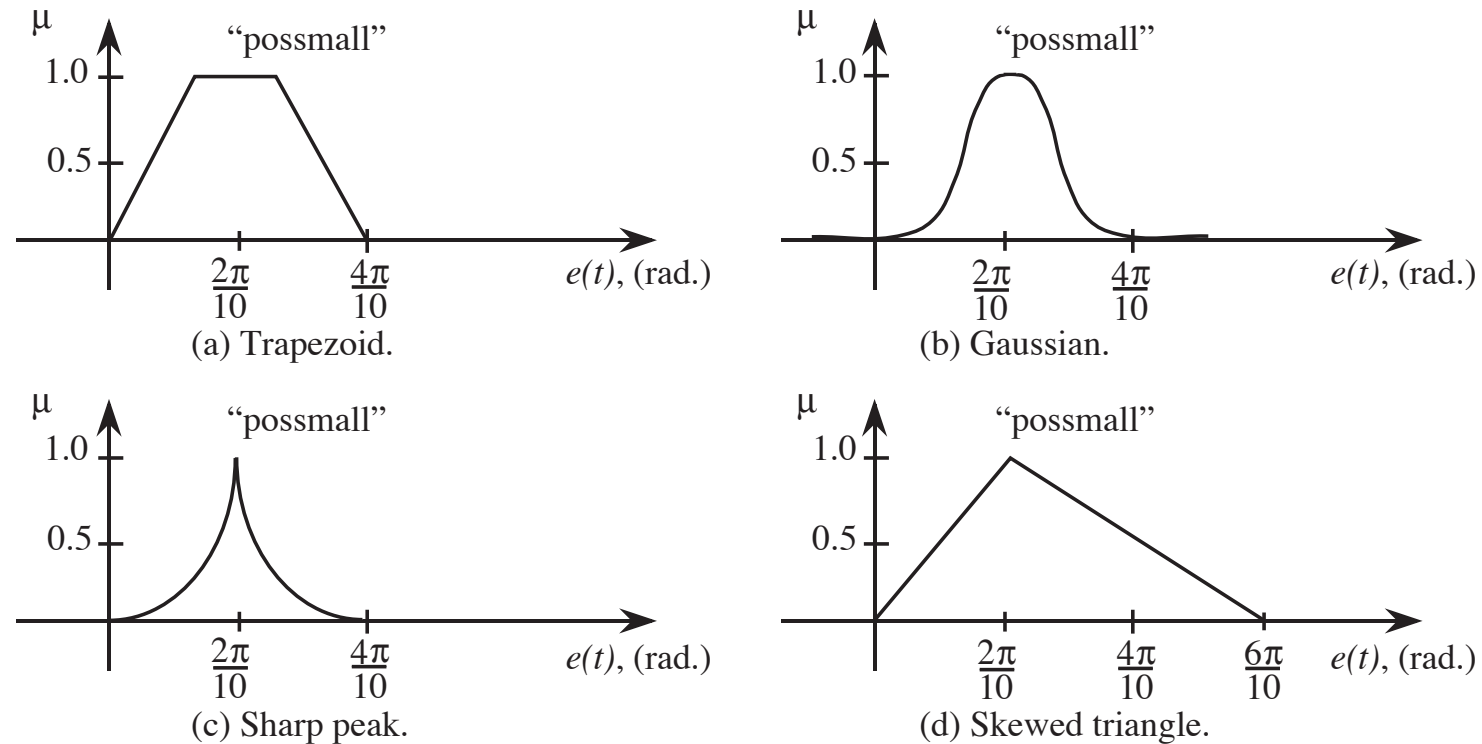 μ
“possmall”
1.0
0.5
2π
10
4π
10
e(t), (rad.)
(a) Trapezoid.
μ
“possmall”
1.0
0.5
2π
10
4π
10
e(t), (rad.)
(b) Gaussian.
μ
“possmall”
1.0
0.5
2π
10
4π
10
e(t), (rad.)
(c) Sharp peak.
μ
“possmall”
1.0
0.5
2π
10
4π
10
6π
10
e(t), (rad.)
(d) Skewed triangle.